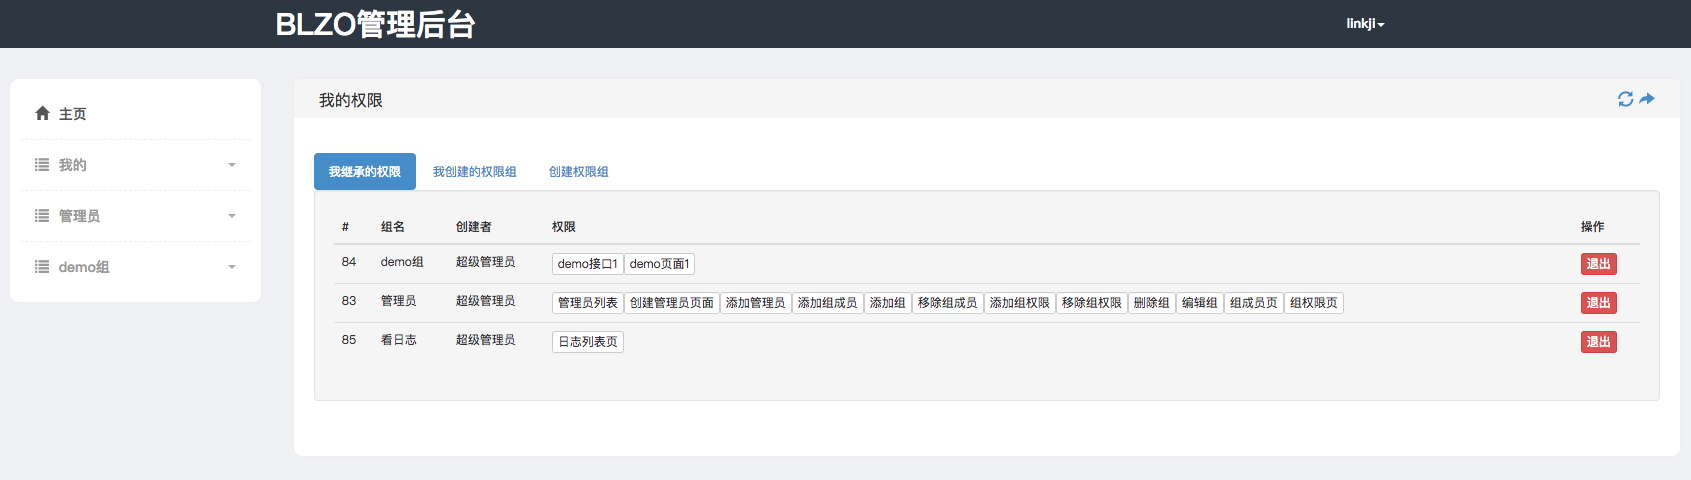 BLZO管理后台
linkji
主页
我的
管理员
demo组
我的权限
我继承的权限 我创建的权限组 创建权限组
# 组名 创建者 权限 操作
84 demo组 超级管理员 demo接口1 demo页面1 退出
83 管理员 超级管理员 管理员列表 创建管理员页面 添加管理员 添加组成员 添加组 移除组成员 添加组权限 移除组权限 删除组 编辑组 组成员页 组权限页 退出
85 看日志 超级管理员 日志列表页 退出